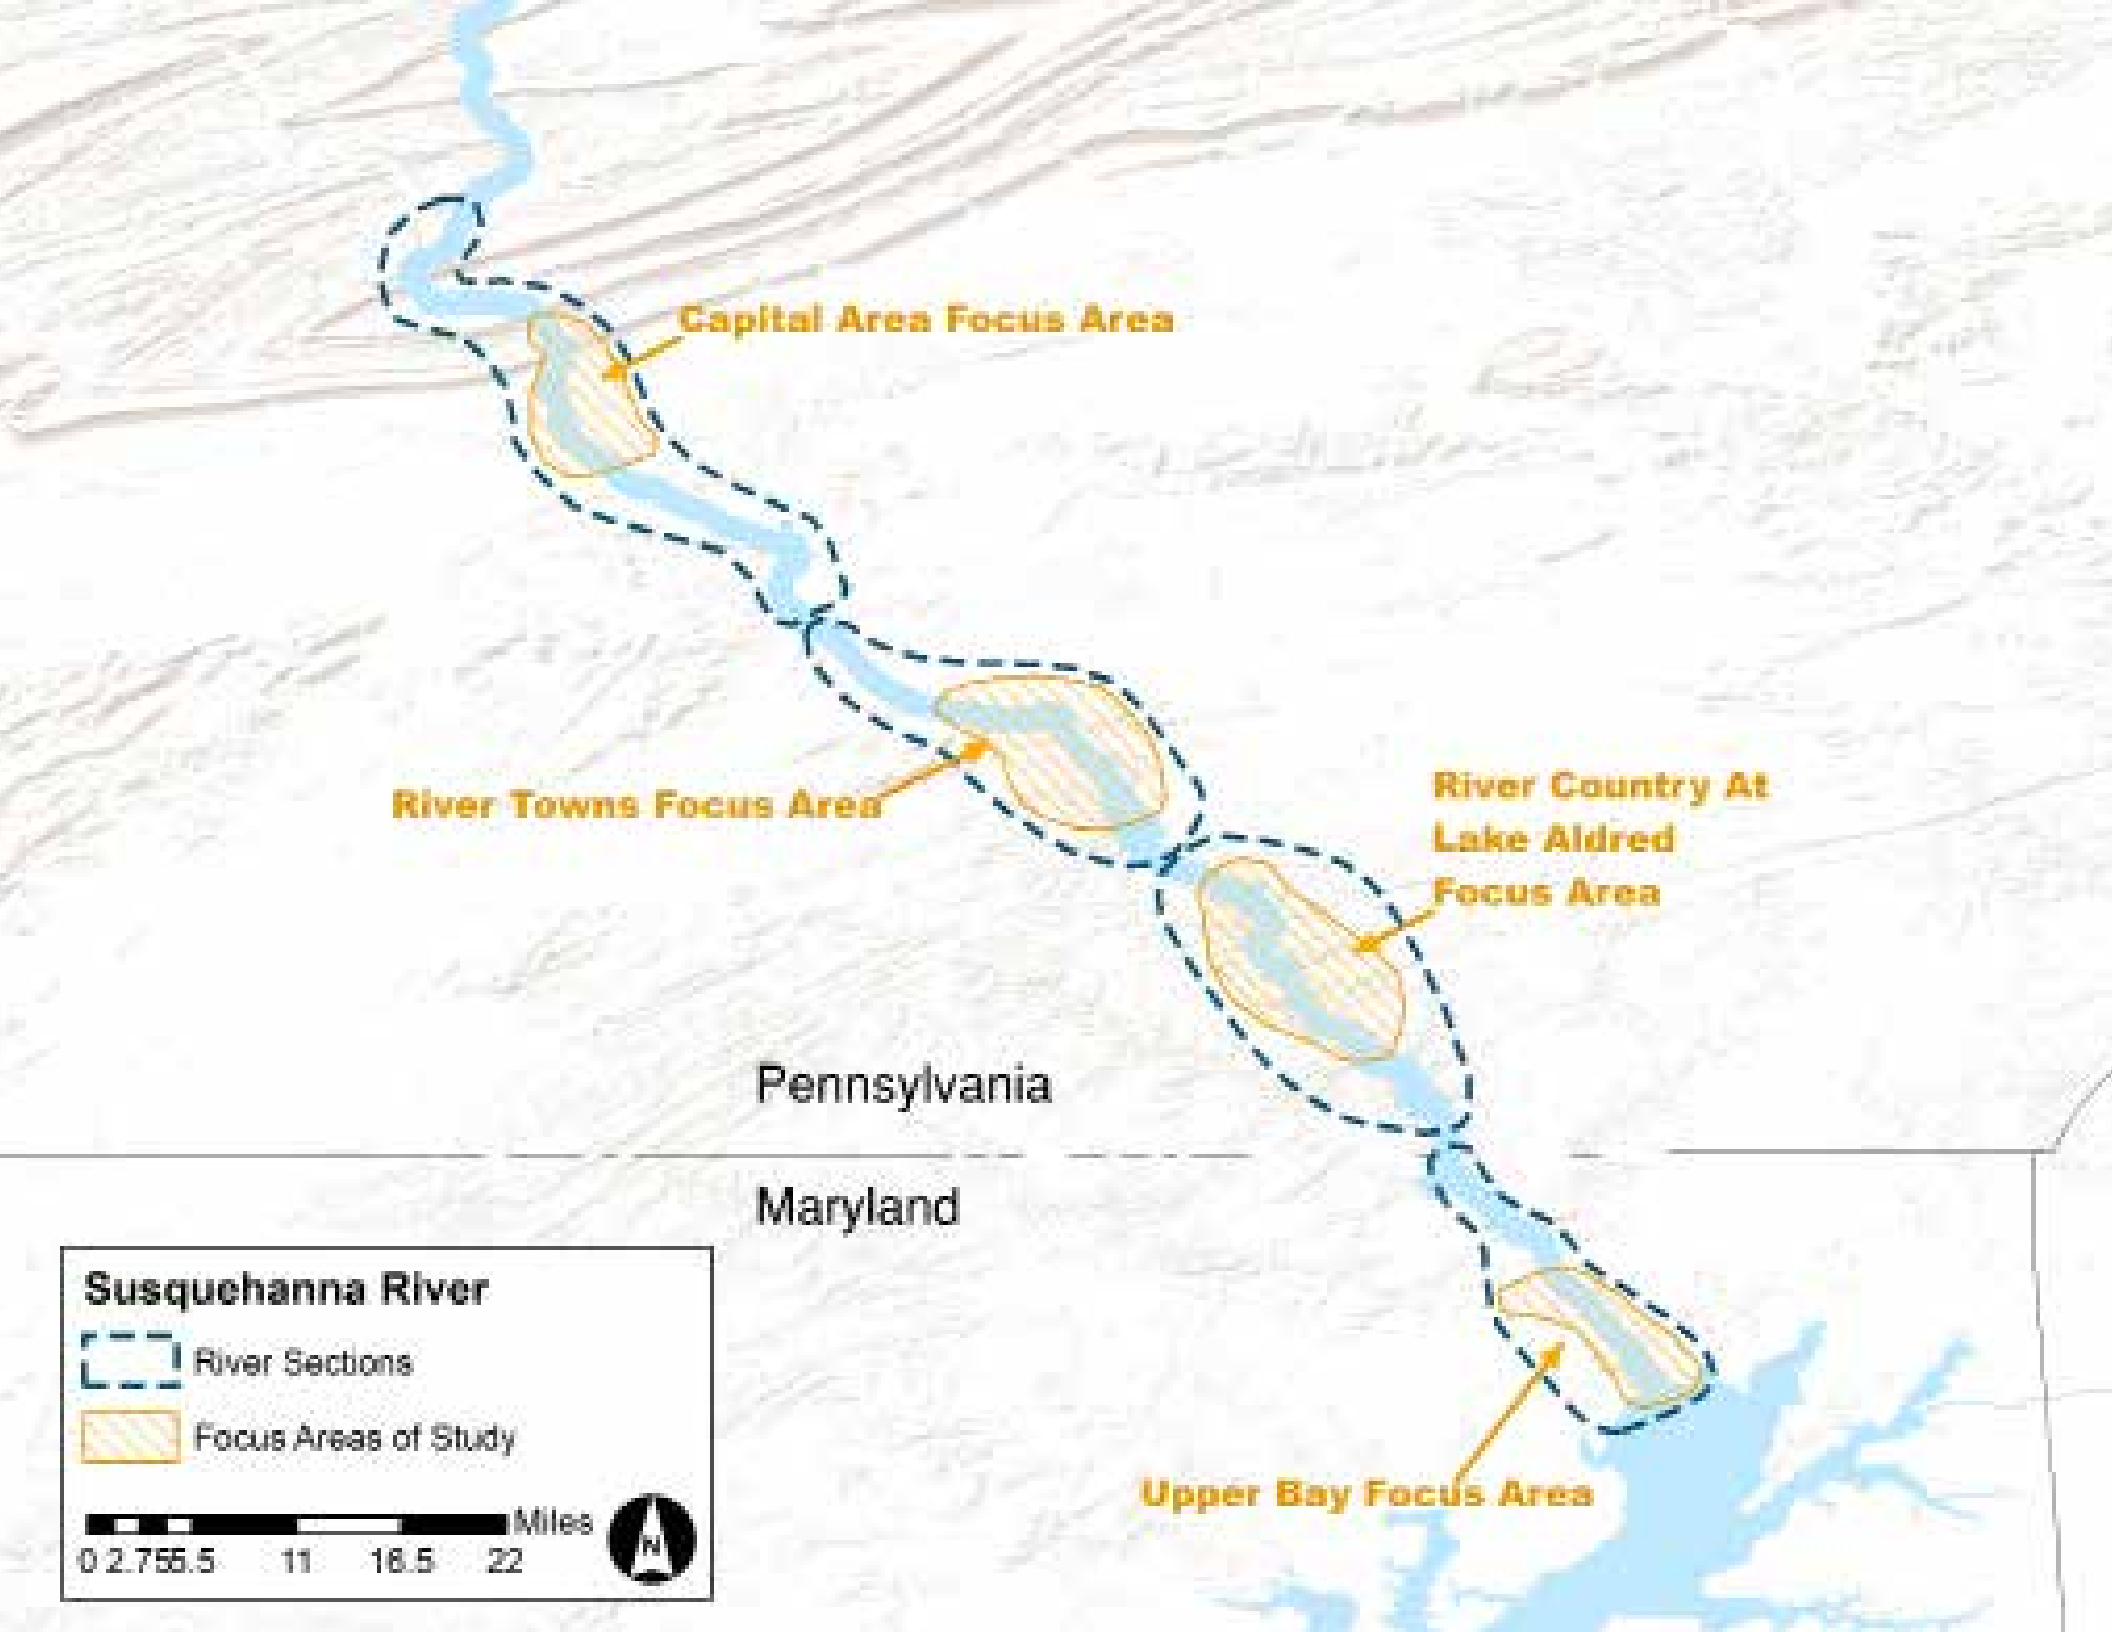 Capital Area Focus Area
River Towns Focus Area
River Country At
Lake Aldred
Focus Area
Pennsylvania
Maryland
Upper Bay Focus Area
Susquehanna River
River Sections
Focus Areas of Study
Miles
0 2.755.5 11 16.5 22
N